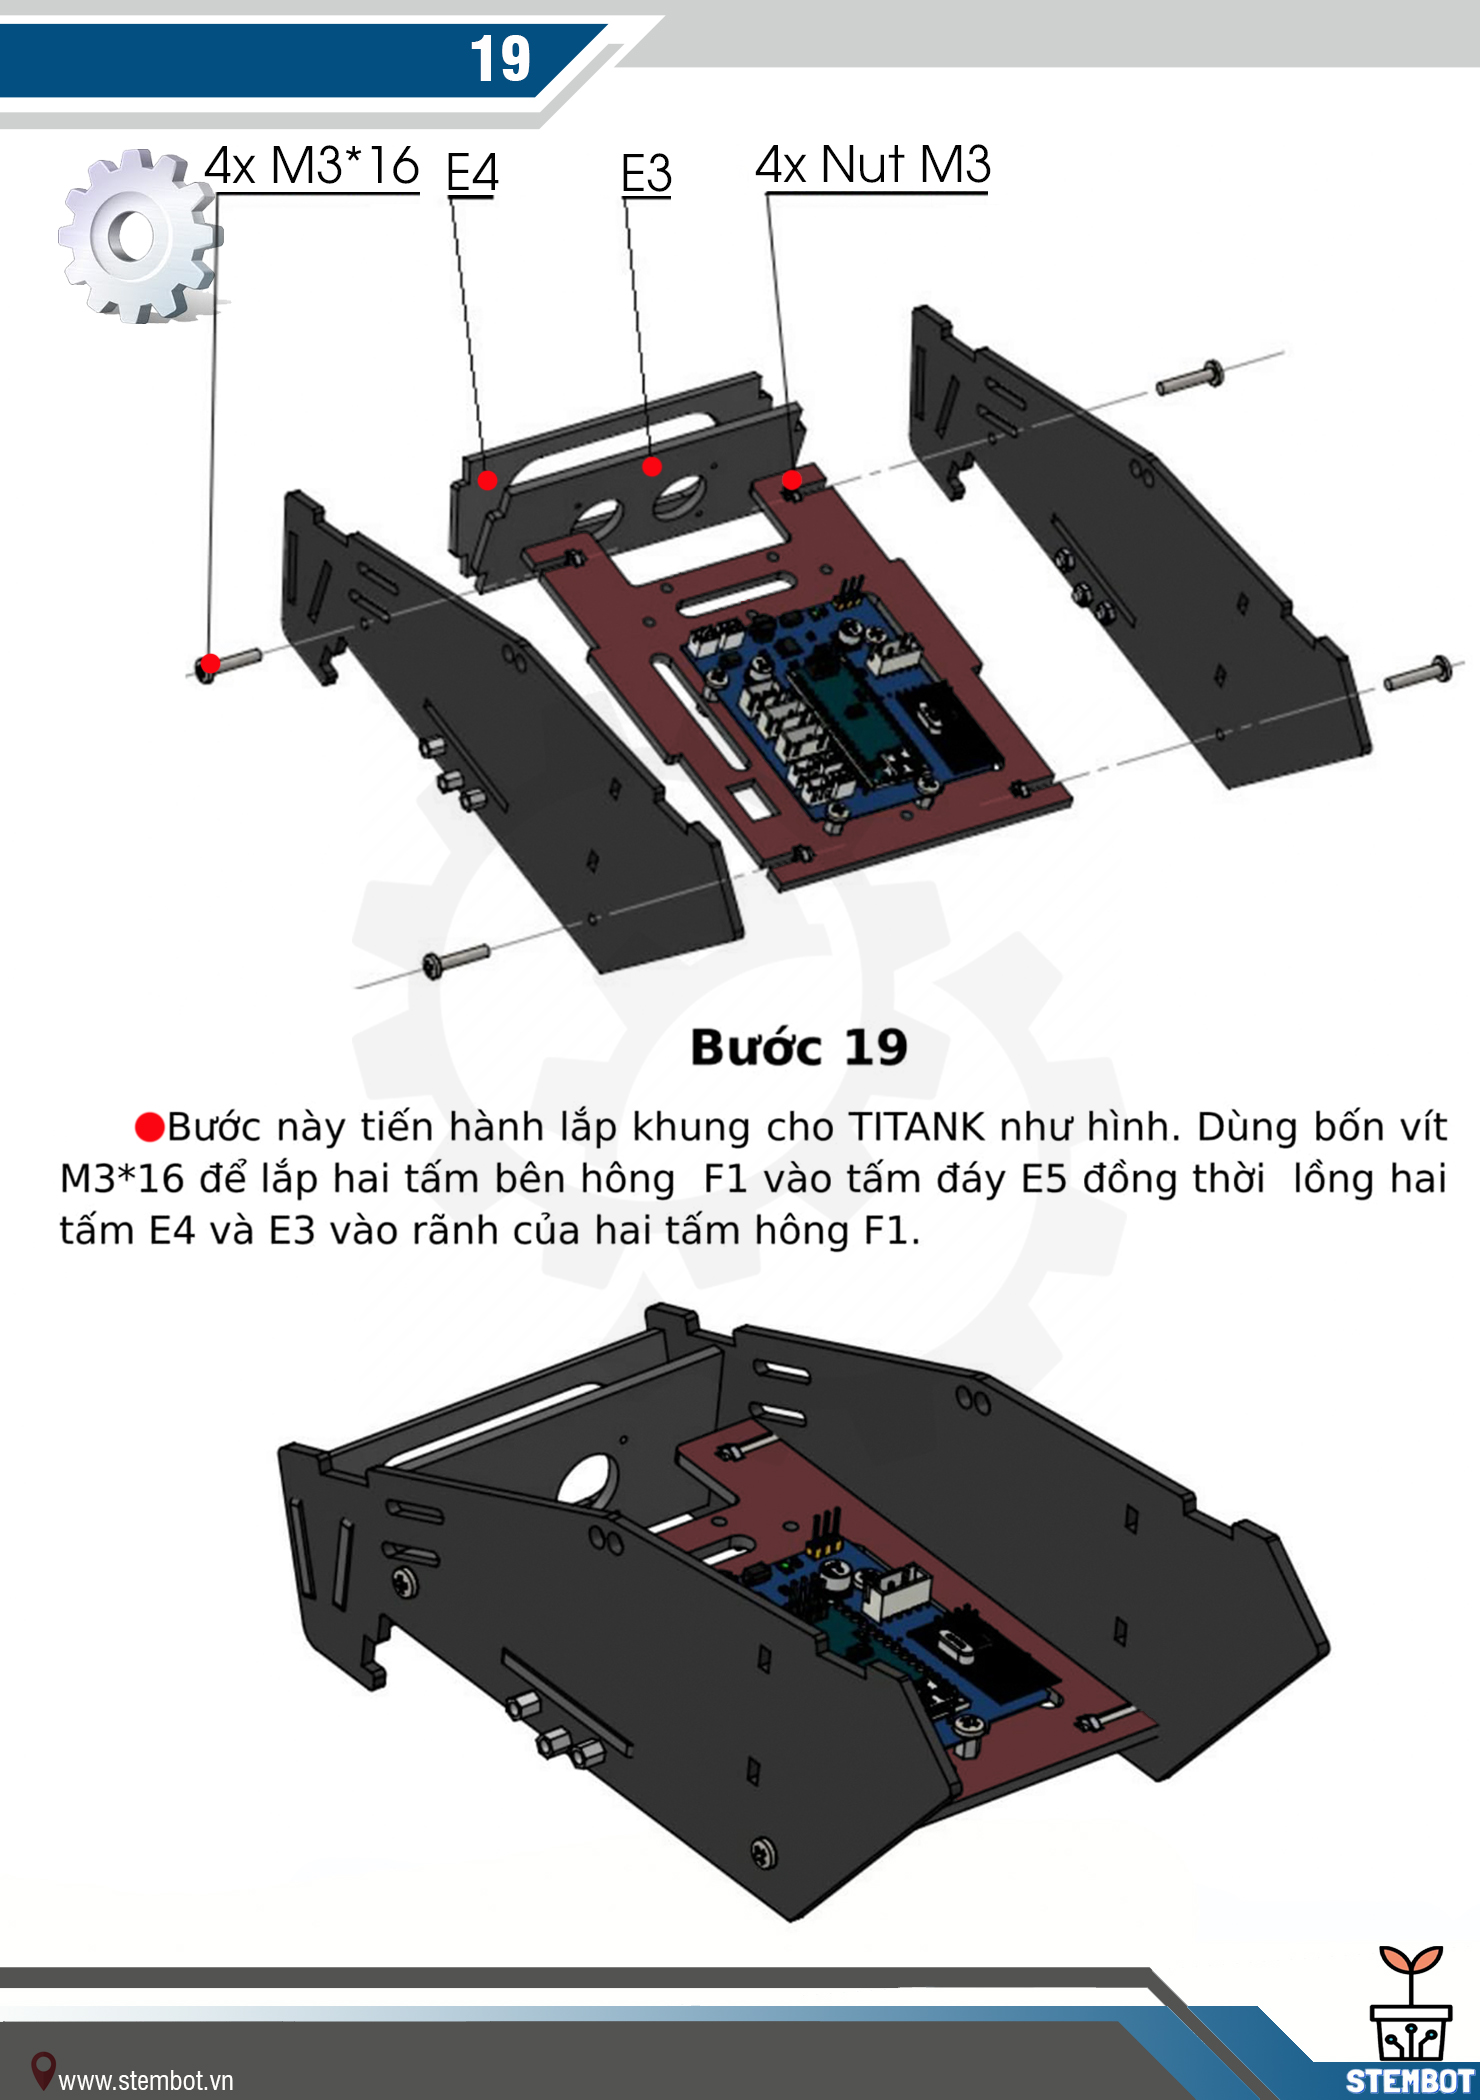 19
4x M3*16 E4 E3 4x Nut M3
Bước 19
Bước này tiến hành lắp khung cho TITANK như hình. Dùng bốn vít
M3*16 để lắp hai tấm bên hông F1 vào tấm đáy E5 đồng thời lồng hai
tấm E4 và E3 vào rãnh của hai tấm hông F1.
www.stembot.vn
STEMBOT